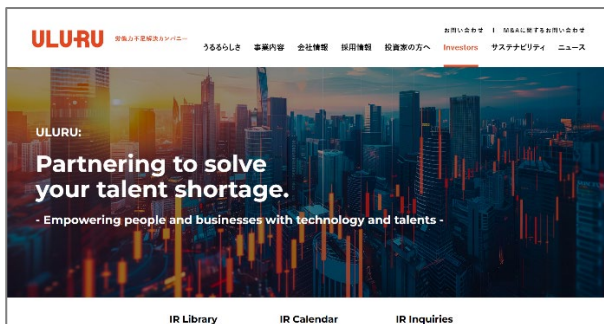 お問い合わせ | M&Aに関するお問い合わせ
ULURU 労働力不足解決カンパニー
うるるらしさ 事業内容 会社情報 採用情報 投資家の方へ Investors サステナビリティ ニュース
ULURU:
Partnering to solve
your talent shortage.
- Empowering people and businesses with technology and talents -
IR Library IR Calendar IR Inquiries